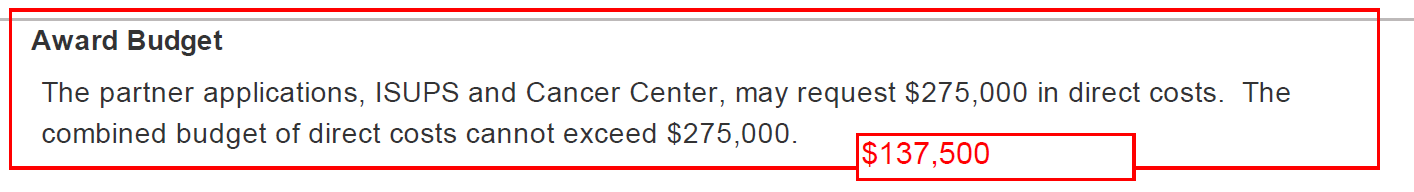 Award Budget
The partner applications, ISUPS and Cancer Center, may request $275,000 in direct costs.  The
combined budget of direct costs cannot exceed $275,000.
$137,500